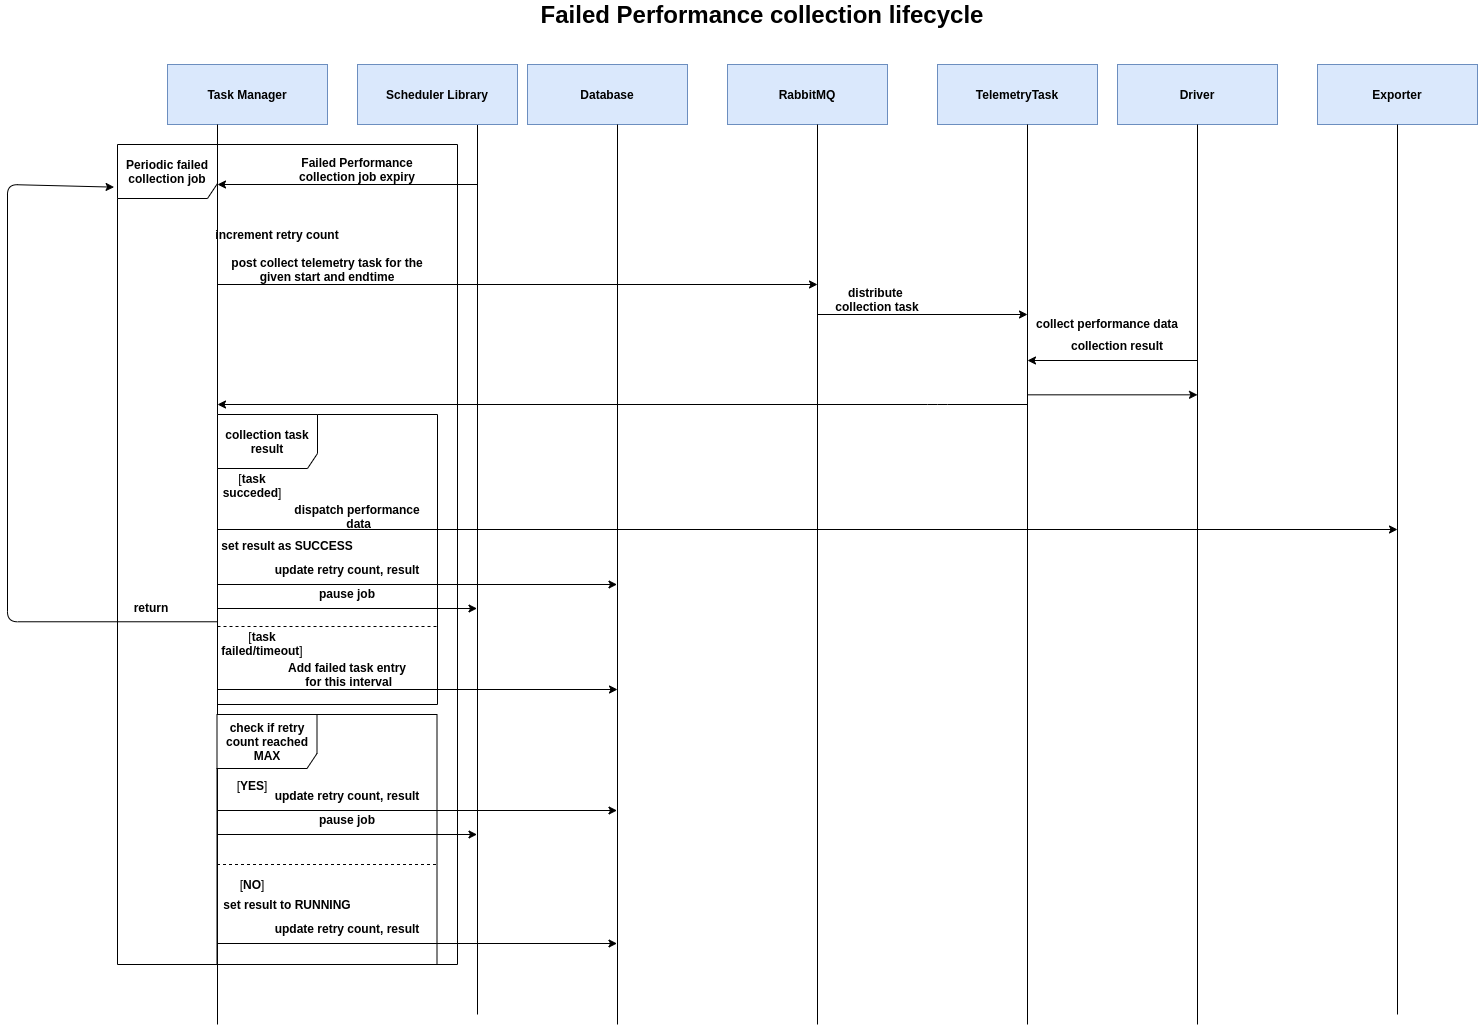 Failed Performance collection lifecycle
Task Manager
Scheduler Library
Database
RabbitMQ
TelemetryTask
Driver
Exporter
Periodic failed
collection job
Failed Performance
collection job expiry
increment retry count
post collect telemetry task for the
given start and endtime
distribute
collection task
collect performance data
collection result
collection task
result
[task
succeded]
dispatch performance
data
set result as SUCCESS
update retry count, result
pause job
return
[task
failed/timeout]
Add failed task entry
for this interval
check if retry
count reached
MAX
[YES]
update retry count, result
pause job
[NO]
set result to RUNNING
update retry count, result